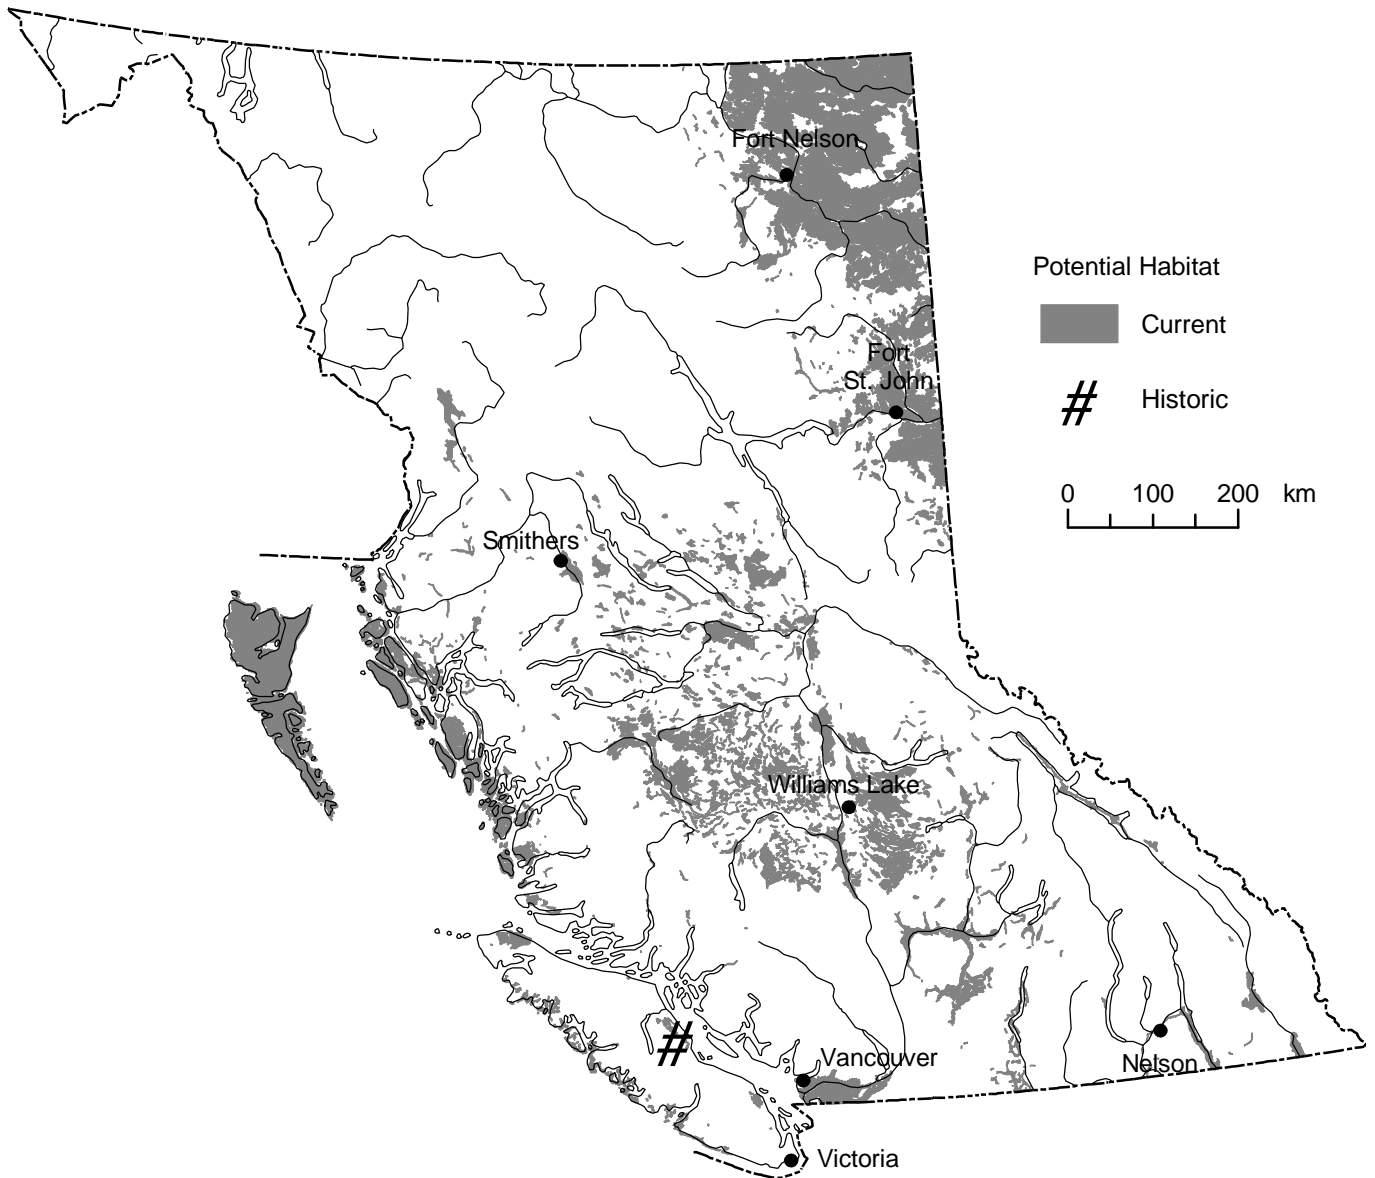 Fort Nelson
Potential Habitat
Current
Fort
St. John
#
Historic
0 100 200 km
Smithers
Williams Lake
#
Vancouver
Nelson
Victoria